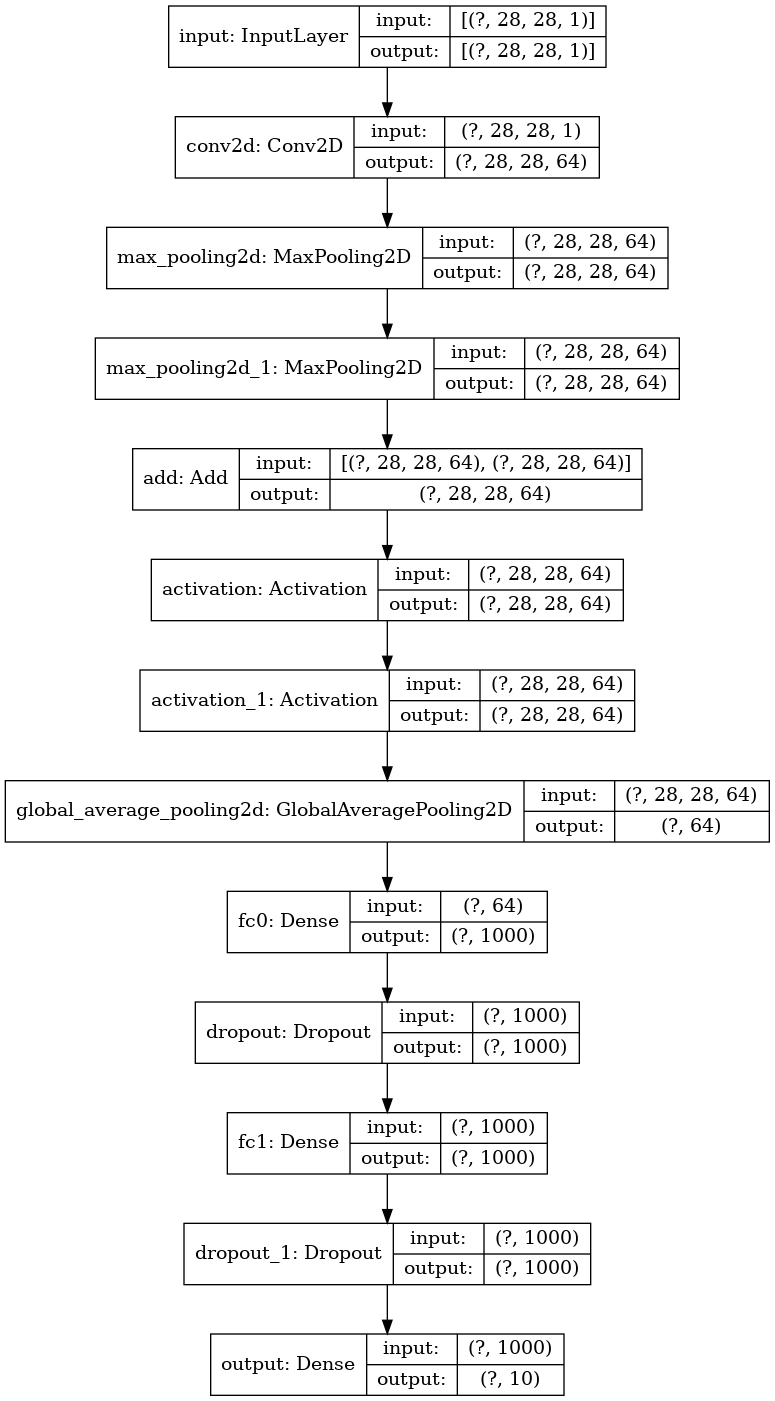 input: InputLayer
input:
[(?, 28, 28, 1)]
output:
[(?, 28, 28, 1)]
conv2d: Conv2D
input:
(?, 28, 28, 1)
output:
(?, 28, 28, 64)
max_pooling2d: MaxPooling2D
input:
(?, 28, 28, 64)
output:
(?, 28, 28, 64)
max_pooling2d_1: MaxPooling2D
input:
(?, 28, 28, 64)
output:
(?, 28, 28, 64)
add: Add
input:
[(?, 28, 28, 64), (?, 28, 28, 64)]
output:
(?, 28, 28, 64)
activation: Activation
input:
(?, 28, 28, 64)
output:
(?, 28, 28, 64)
activation_1: Activation
input:
(?, 28, 28, 64)
output:
(?, 28, 28, 64)
global_average_pooling2d: GlobalAveragePooling2D
input:
(?, 28, 28, 64)
output:
(?, 64)
fc0: Dense
input:
(?, 64)
output:
(?, 1000)
dropout: Dropout
input:
(?, 1000)
output:
(?, 1000)
fc1: Dense
input:
(?, 1000)
output:
(?, 1000)
dropout_1: Dropout
input:
(?, 1000)
output:
(?, 1000)
output: Dense
input:
(?, 1000)
output:
(?, 10)